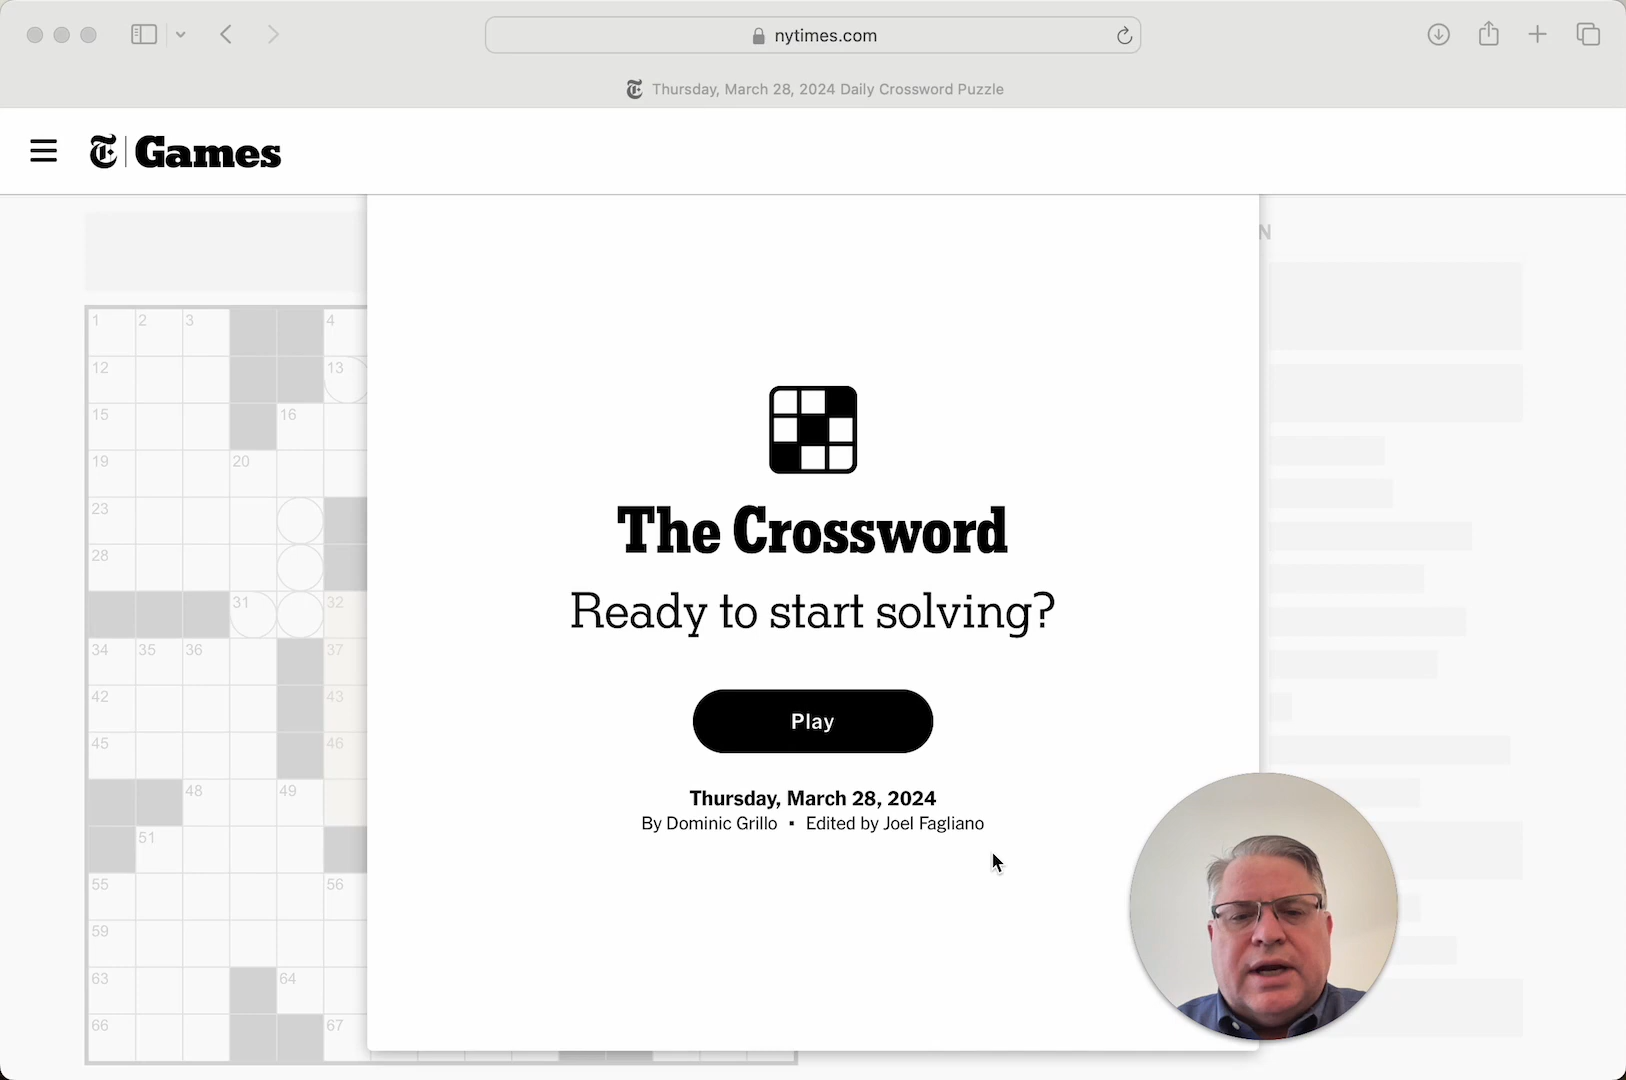 nytimes.com
Thursday, March 28, 2024 Daily Crossword Puzzle
T Games
N
1 2 3 4
12 13
15 16
19 20
23
28
31 32
34 35 36 37
42 43
45 46
48 49
51
55 56
59
63 64
66 67
The Crossword
Ready to start solving?
Play
Thursday, March 28, 2024
By Dominic Grillo ▪ Edited by Joel Fagliano